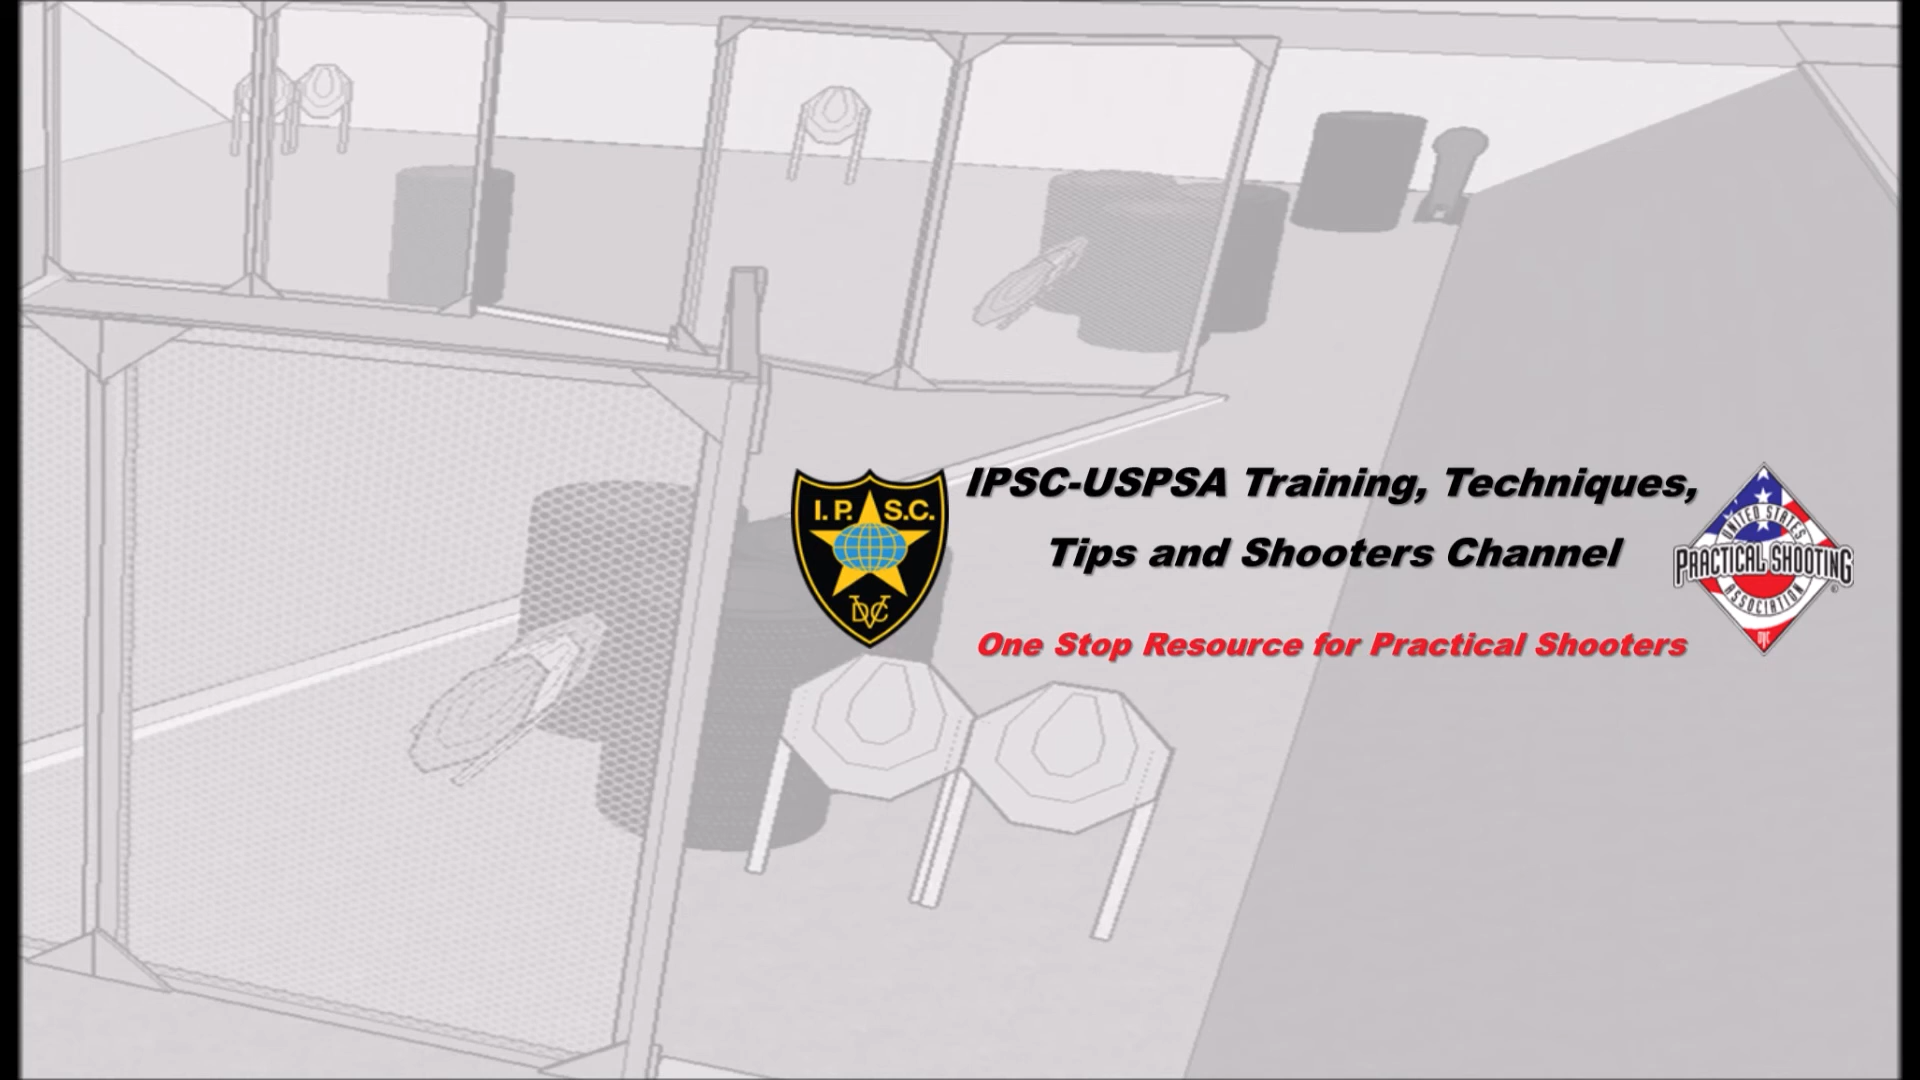 I.P. S.C.
DVC
IPSC-USPSA Training, Techniques,
Tips and Shooters Channel
One Stop Resource for Practical Shooters
UNITED STATES
PRACTICAL SHOOTING
ASSOCIATION
DVC